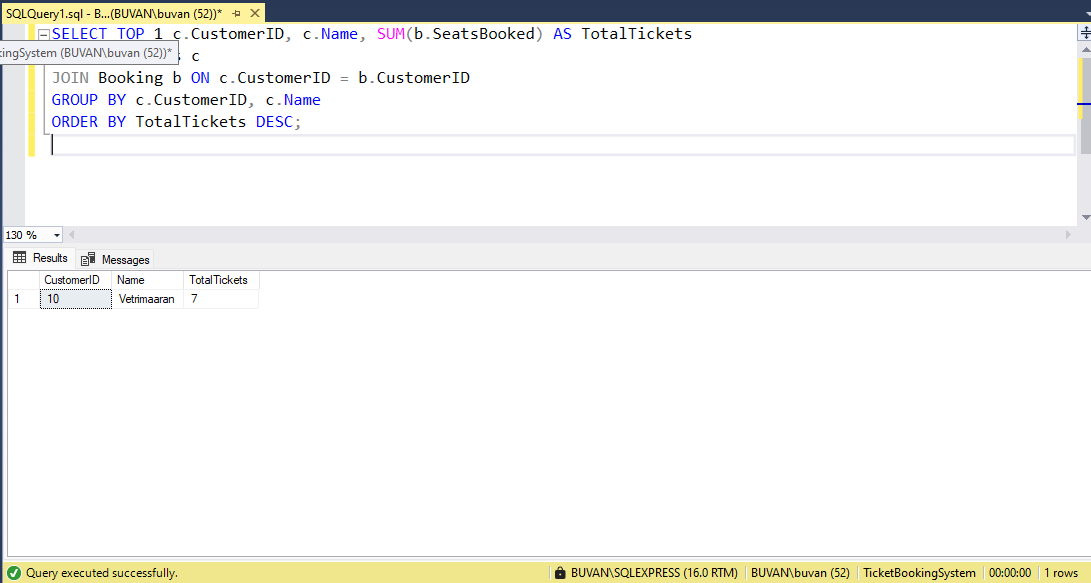 SQLQuery1.sql - B...(BUVAN\buvan (52))*
SELECT TOP 1 c.CustomerID, c.Name, SUM(b.SeatsBooked) AS TotalTickets
kingSystem (BUVAN\buvan (52))*
c
JOIN Booking b ON c.CustomerID = b.CustomerID
GROUP BY c.CustomerID, c.Name
ORDER BY TotalTickets DESC;
130 %
Results Messages
CustomerID Name TotalTickets
1 10 Vetrimaaran 7
Query executed successfully. BUVAN\SQLEXPRESS (16.0 RTM) BUVAN\buvan (52) TicketBookingSystem 00:00:00 1 rows